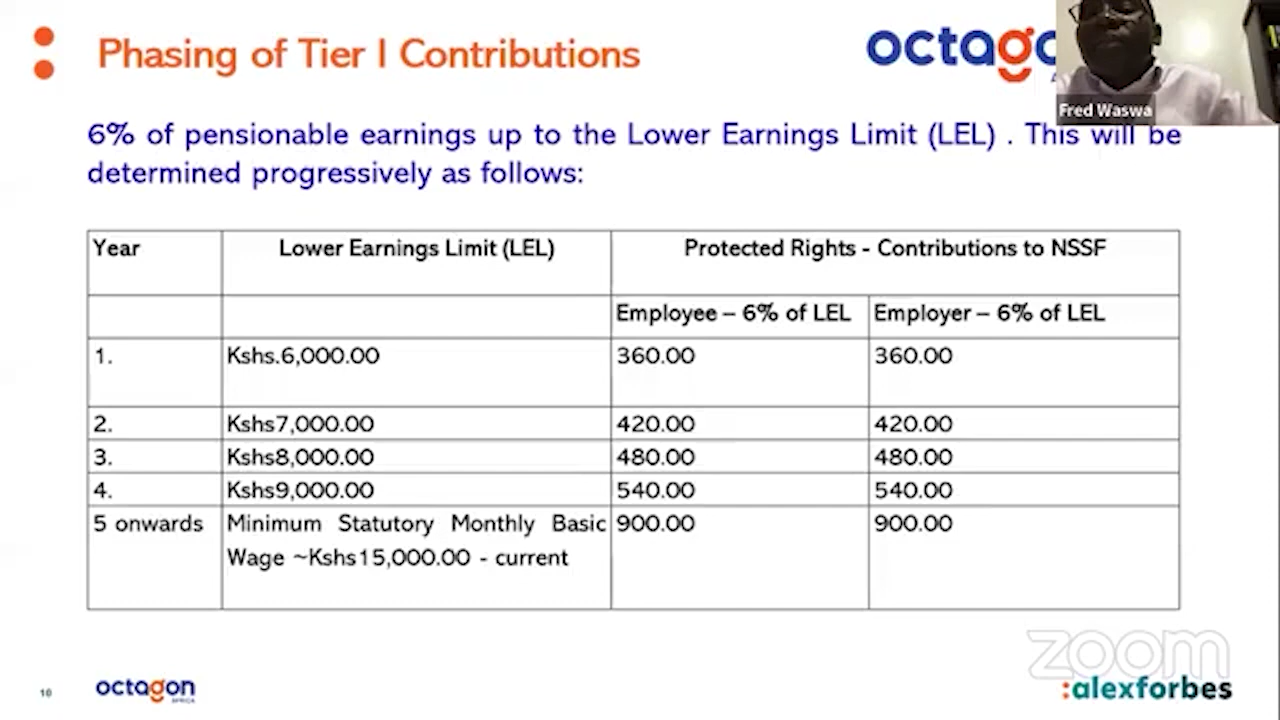 Phasing of Tier I Contributions
octago
Fred Waswa
6% of pensionable earnings up to the Lower Earnings Limit (LEL) . This will be
determined progressively as follows:
Year Lower Earnings Limit (LEL) Protected Rights - Contributions to NSSF
Employee – 6% of LEL Employer – 6% of LEL
1. Kshs.6,000.00 360.00 360.00
2. Kshs7,000.00 420.00 420.00
3. Kshs8,000.00 480.00 480.00
4. Kshs9,000.00 540.00 540.00
5 onwards Minimum Statutory Monthly Basic 900.00 900.00
Wage ~Kshs15,000.00 - current
zoom
10 octagon :alexforbes
AFRICA